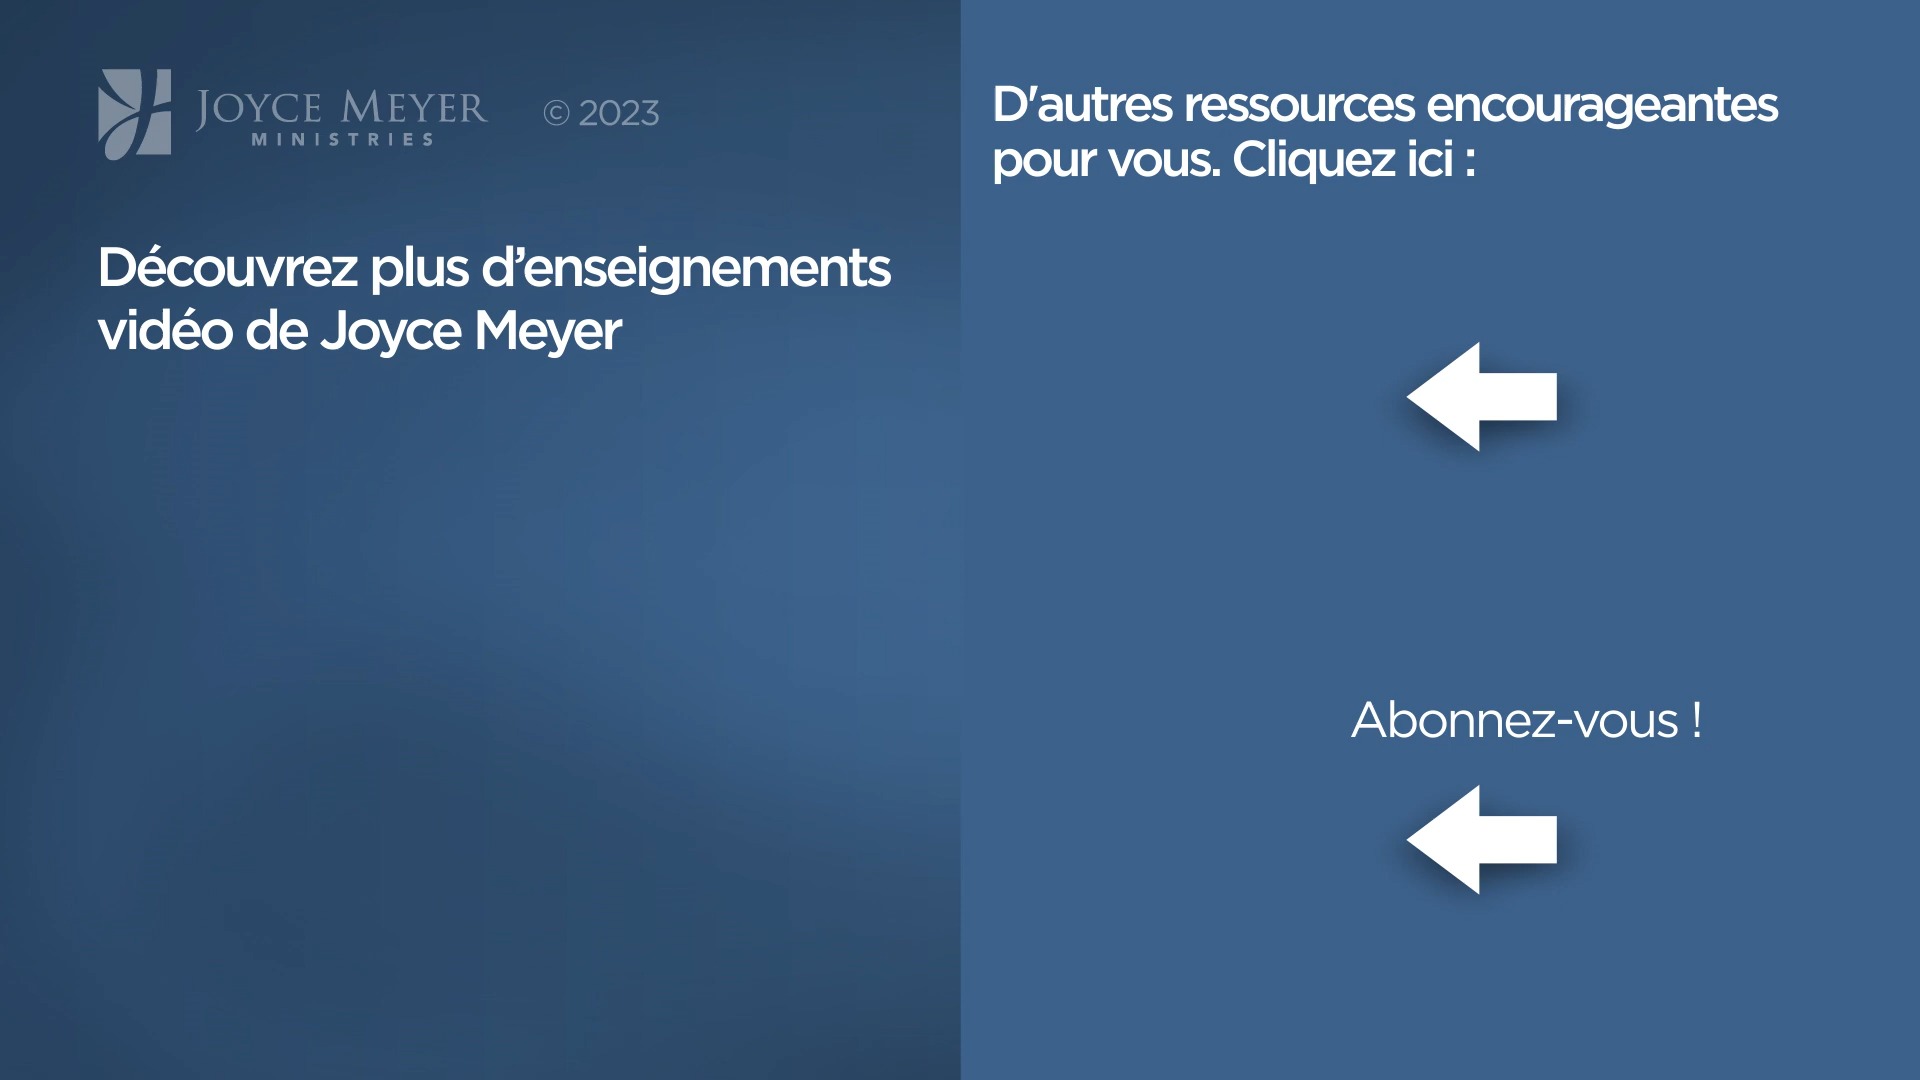 JOYCE MEYER
MINISTRIES
© 2023
Découvrez plus d’enseignements
vidéo de Joyce Meyer
D'autres ressources encourageantes
pour vous. Cliquez ici :
Abonnez-vous !